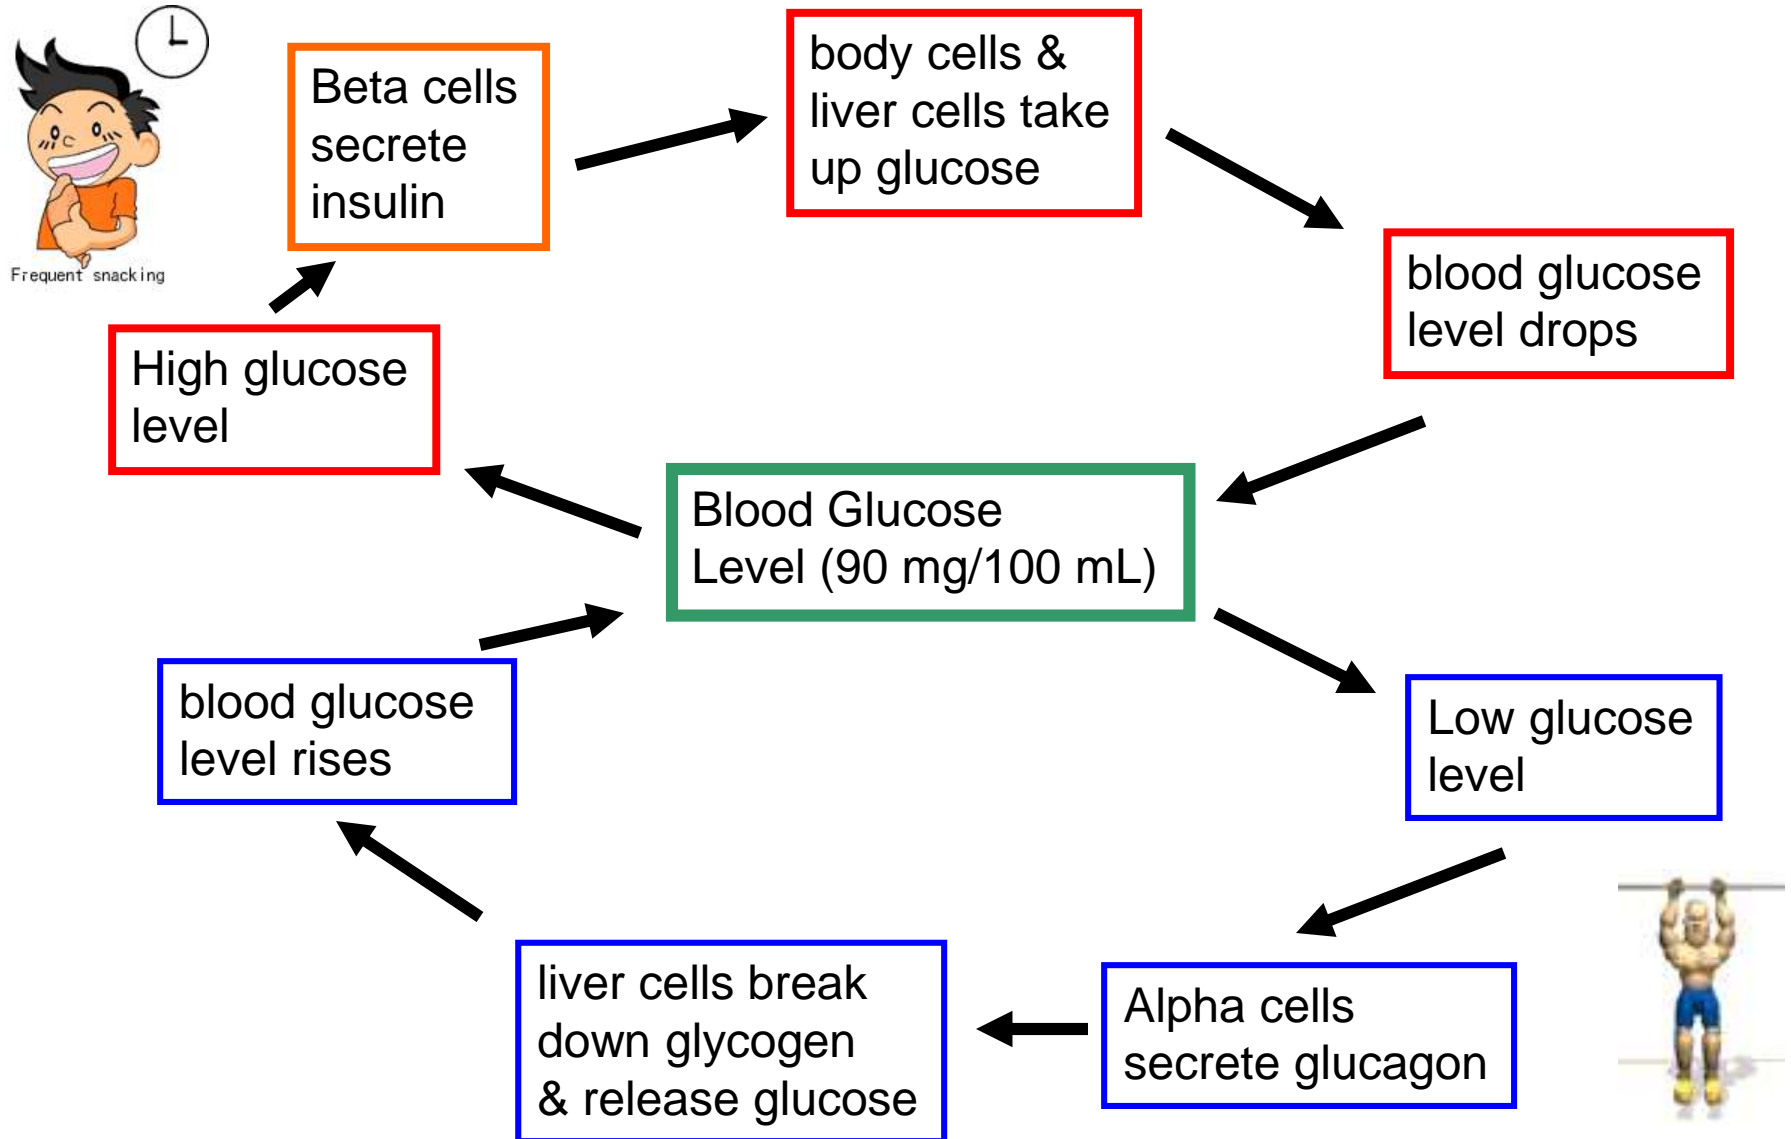 Frequent snacking
Beta cells
secrete
insulin
body cells &
liver cells take
up glucose
blood glucose
level drops
High glucose
level
Blood Glucose
Level (90 mg/100 mL)
blood glucose
level rises
Low glucose
level
liver cells break
down glycogen
& release glucose
Alpha cells
secrete glucagon